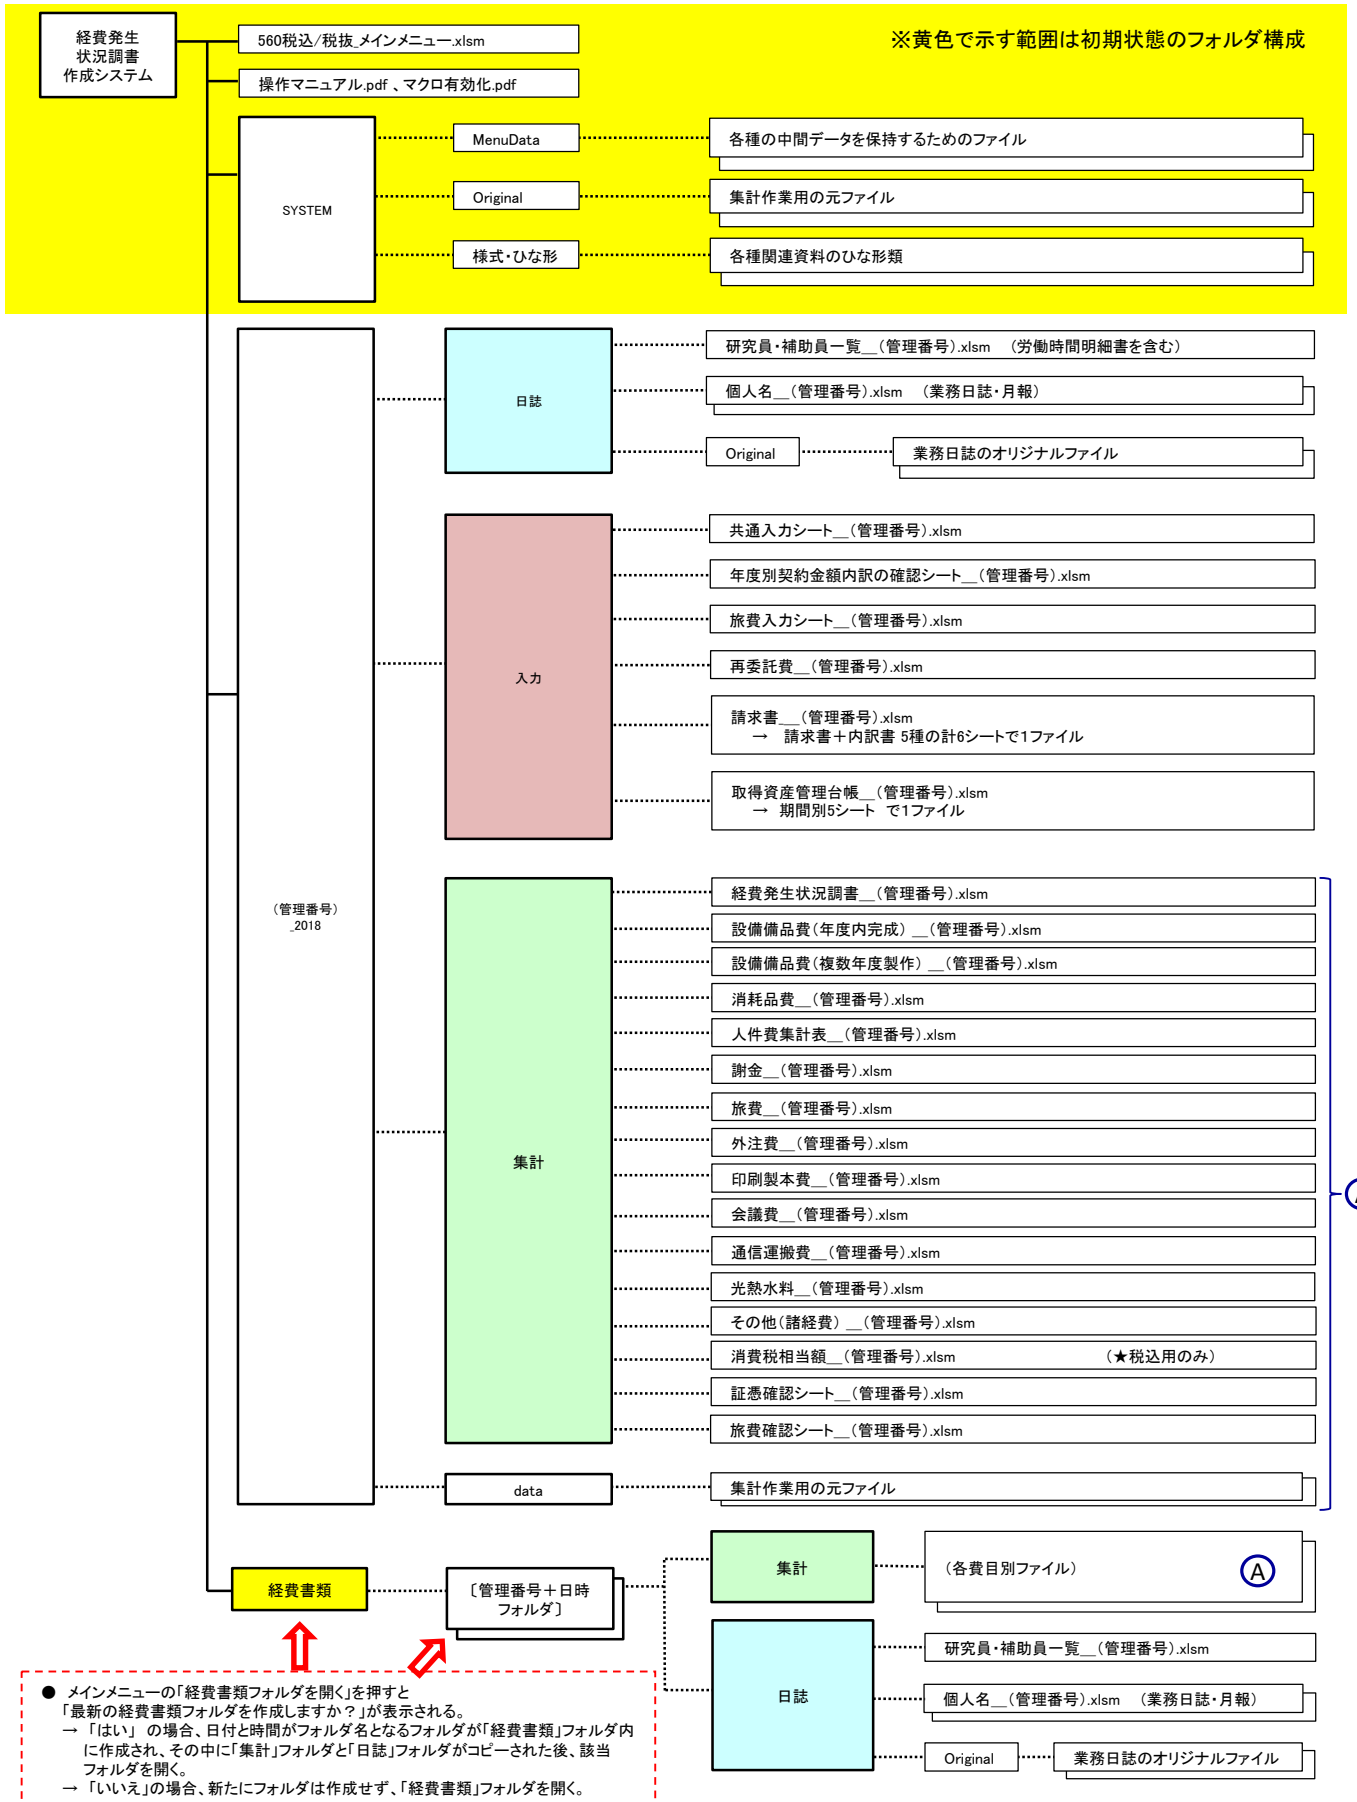 経費発生
状況調書
作成システム
560税込/税抜_メインメニュー.xlsm
※黄色で示す範囲は初期状態のフォルダ構成
操作マニュアル.pdf 、マクロ有効化.pdf
SYSTEM
MenuData
各種の中間データを保持するためのファイル
Original
集計作業用の元ファイル
様式・ひな形
各種関連資料のひな形類
(管理番号)
_2018
日誌
研究員・補助員一覧__(管理番号).xlsm （労働時間明細書を含む）
個人名__(管理番号).xlsm （業務日誌・月報）
Original
業務日誌のオリジナルファイル
入力
共通入力シート__(管理番号).xlsm
年度別契約金額内訳の確認シート__(管理番号).xlsm
旅費入力シート__(管理番号).xlsm
再委託費__(管理番号).xlsm
請求書__(管理番号).xlsm
→ 請求書＋内訳書 5種の計6シートで1ファイル
取得資産管理台帳__(管理番号).xlsm
→ 期間別5シート で1ファイル
集計
経費発生状況調書__(管理番号).xlsm
設備備品費(年度内完成) __(管理番号).xlsm
設備備品費(複数年度製作) __(管理番号).xlsm
消耗品費__(管理番号).xlsm
人件費集計表__(管理番号).xlsm
謝金__(管理番号).xlsm
旅費__(管理番号).xlsm
外注費__(管理番号).xlsm
印刷製本費__(管理番号).xlsm
会議費__(管理番号).xlsm
通信運搬費__(管理番号).xlsm
光熱水料__(管理番号).xlsm
その他(諸経費) __(管理番号).xlsm
消費税相当額__(管理番号).xlsm （★税込用のみ）
証憑確認シート__(管理番号).xlsm
旅費確認シート__(管理番号).xlsm
data
集計作業用の元ファイル
経費書類
〔管理番号＋日時
フォルダ〕
集計
（各費目別ファイル）
A
日誌
研究員・補助員一覧__(管理番号).xlsm
個人名__(管理番号).xlsm （業務日誌・月報）
Original
業務日誌のオリジナルファイル
● メインメニューの「経費書類フォルダを開く」を押すと
「最新の経費書類フォルダを作成しますか？」が表示される。
→ 「はい」 の場合、日付と時間がフォルダ名となるフォルダが「経費書類」フォルダ内
に作成され、その中に「集計」フォルダと「日誌」フォルダがコピーされた後、該当
フォルダを開く。
→ 「いいえ」の場合、新たにフォルダは作成せず、「経費書類」フォルダを開く。